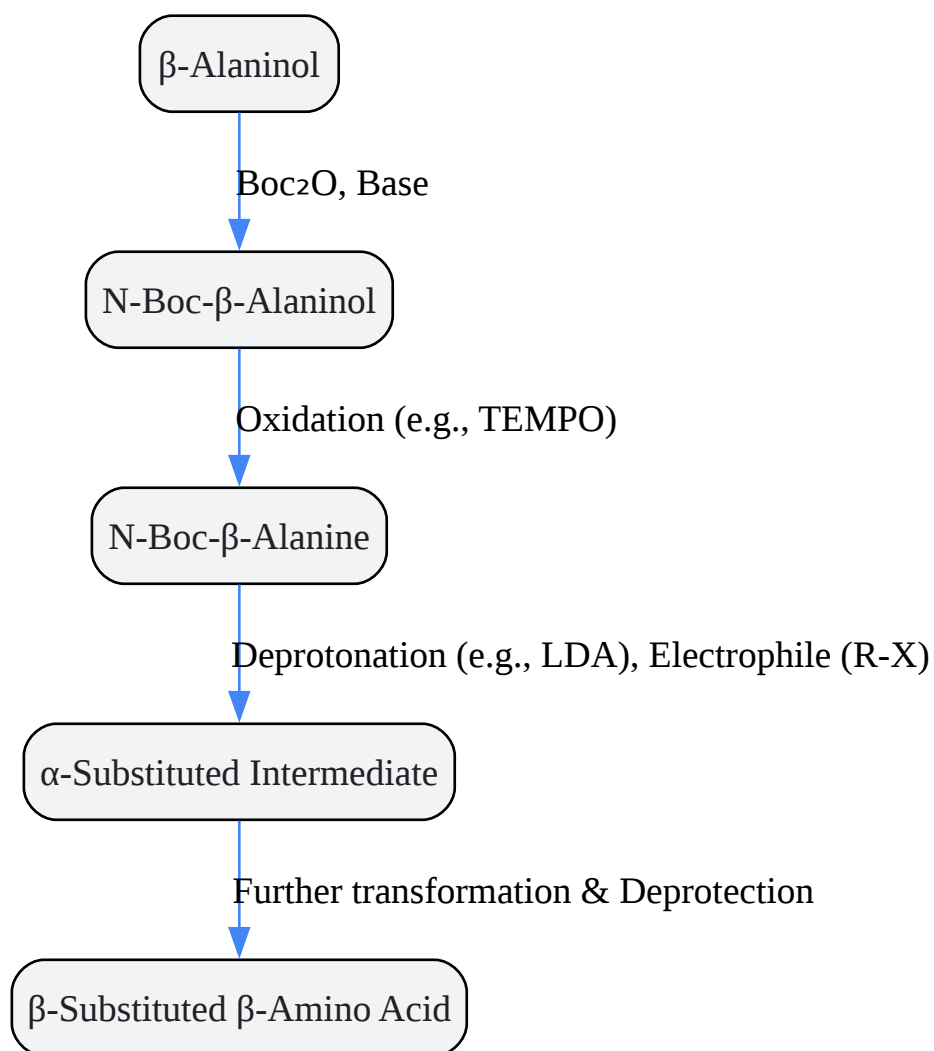 β-Alaninol
Boc₂O, Base
N-Boc-β-Alaninol
Oxidation (e.g., TEMPO)
N-Boc-β-Alanine
Deprotonation (e.g., LDA), Electrophile (R-X)
α-Substituted Intermediate
Further transformation & Deprotection
β-Substituted β-Amino Acid